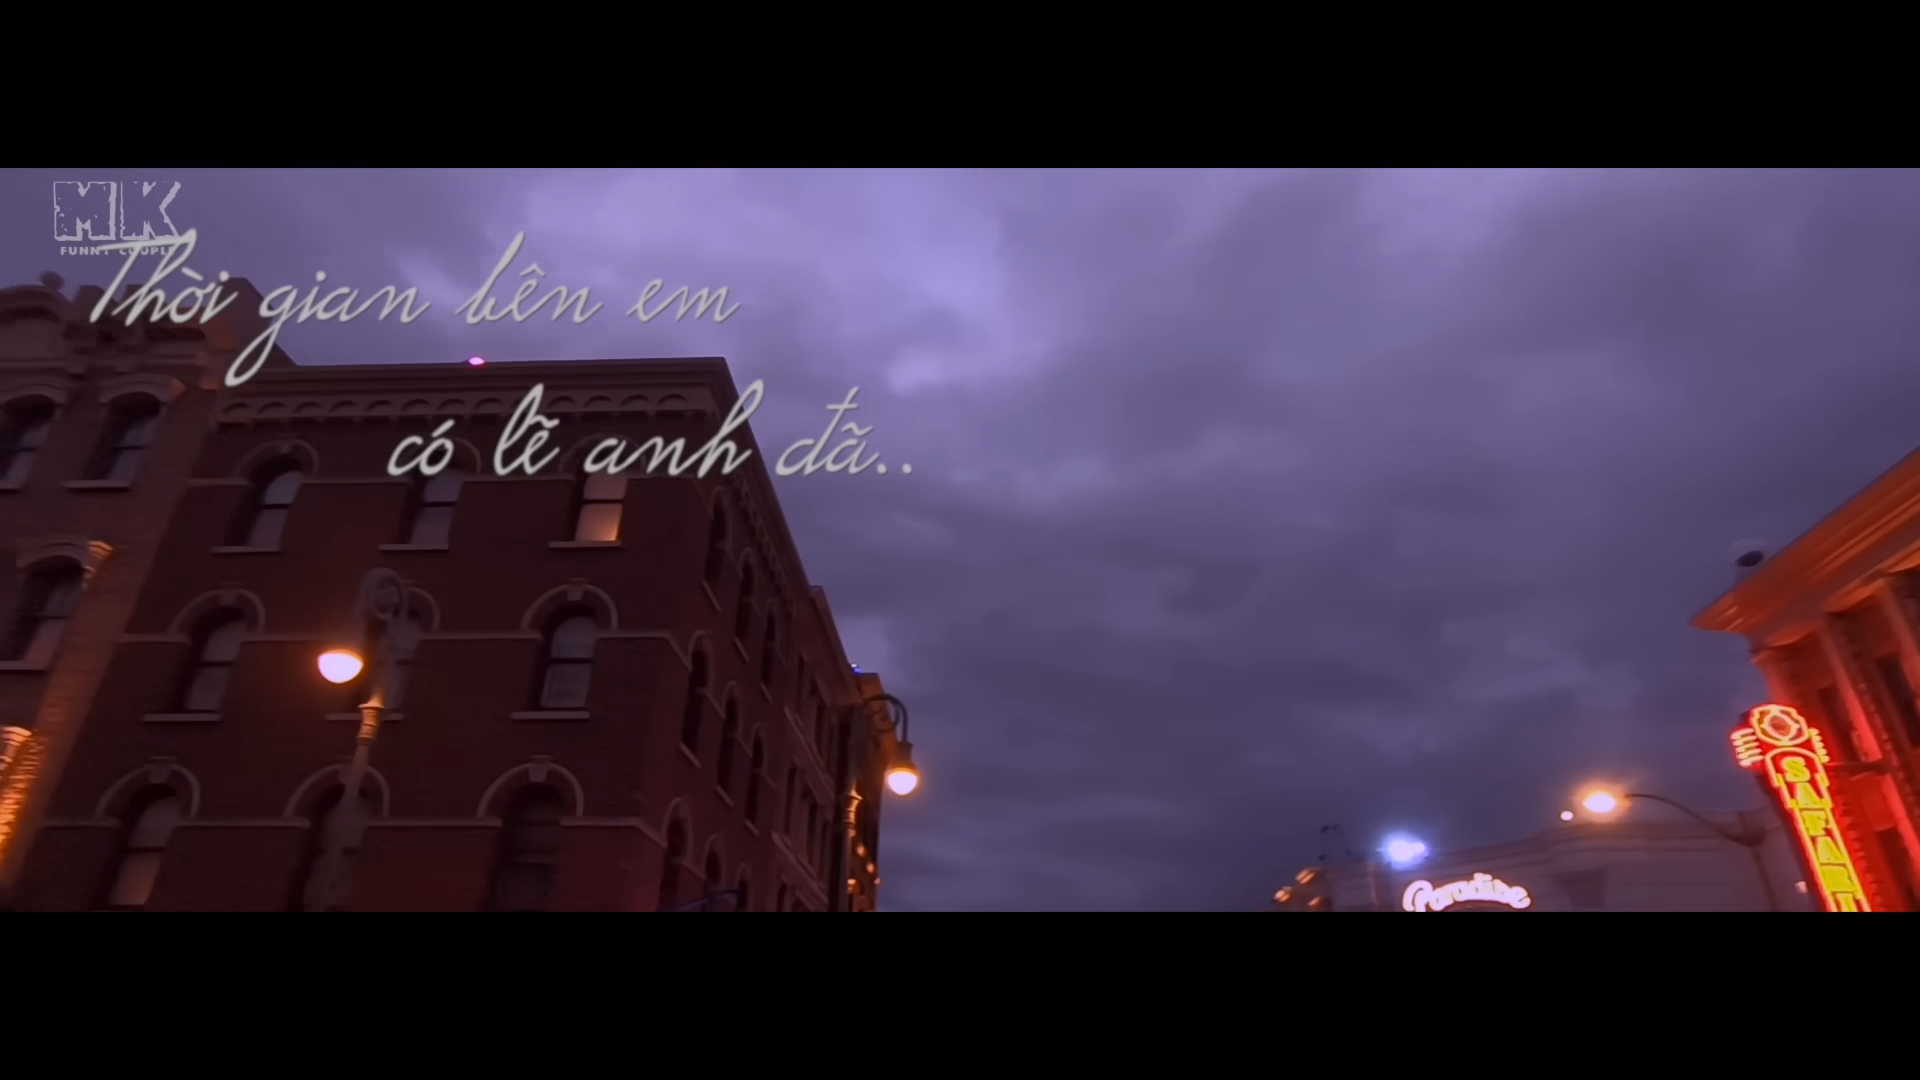 MK
FUNNY COUPLE
Thời gian bên em
có lẽ anh đã..
Paradise
SAFARI